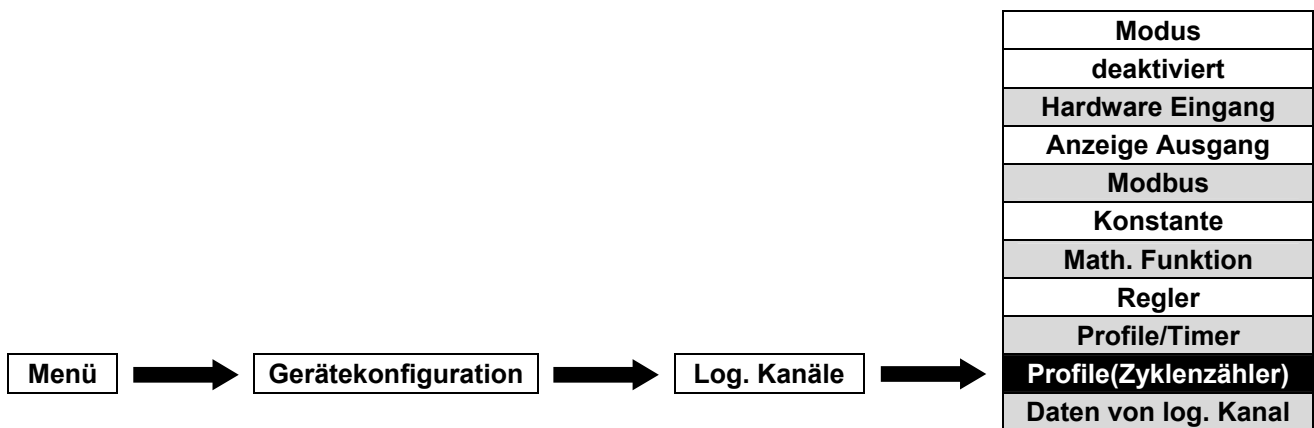 Modus
deaktiviert
Hardware Eingang
Anzeige Ausgang
Modbus
Konstante
Math. Funktion
Regler
Profile/Timer
Menü Gerätekonfiguration Log. Kanäle Profile(Zyklenzähler)
Daten von log. Kanal